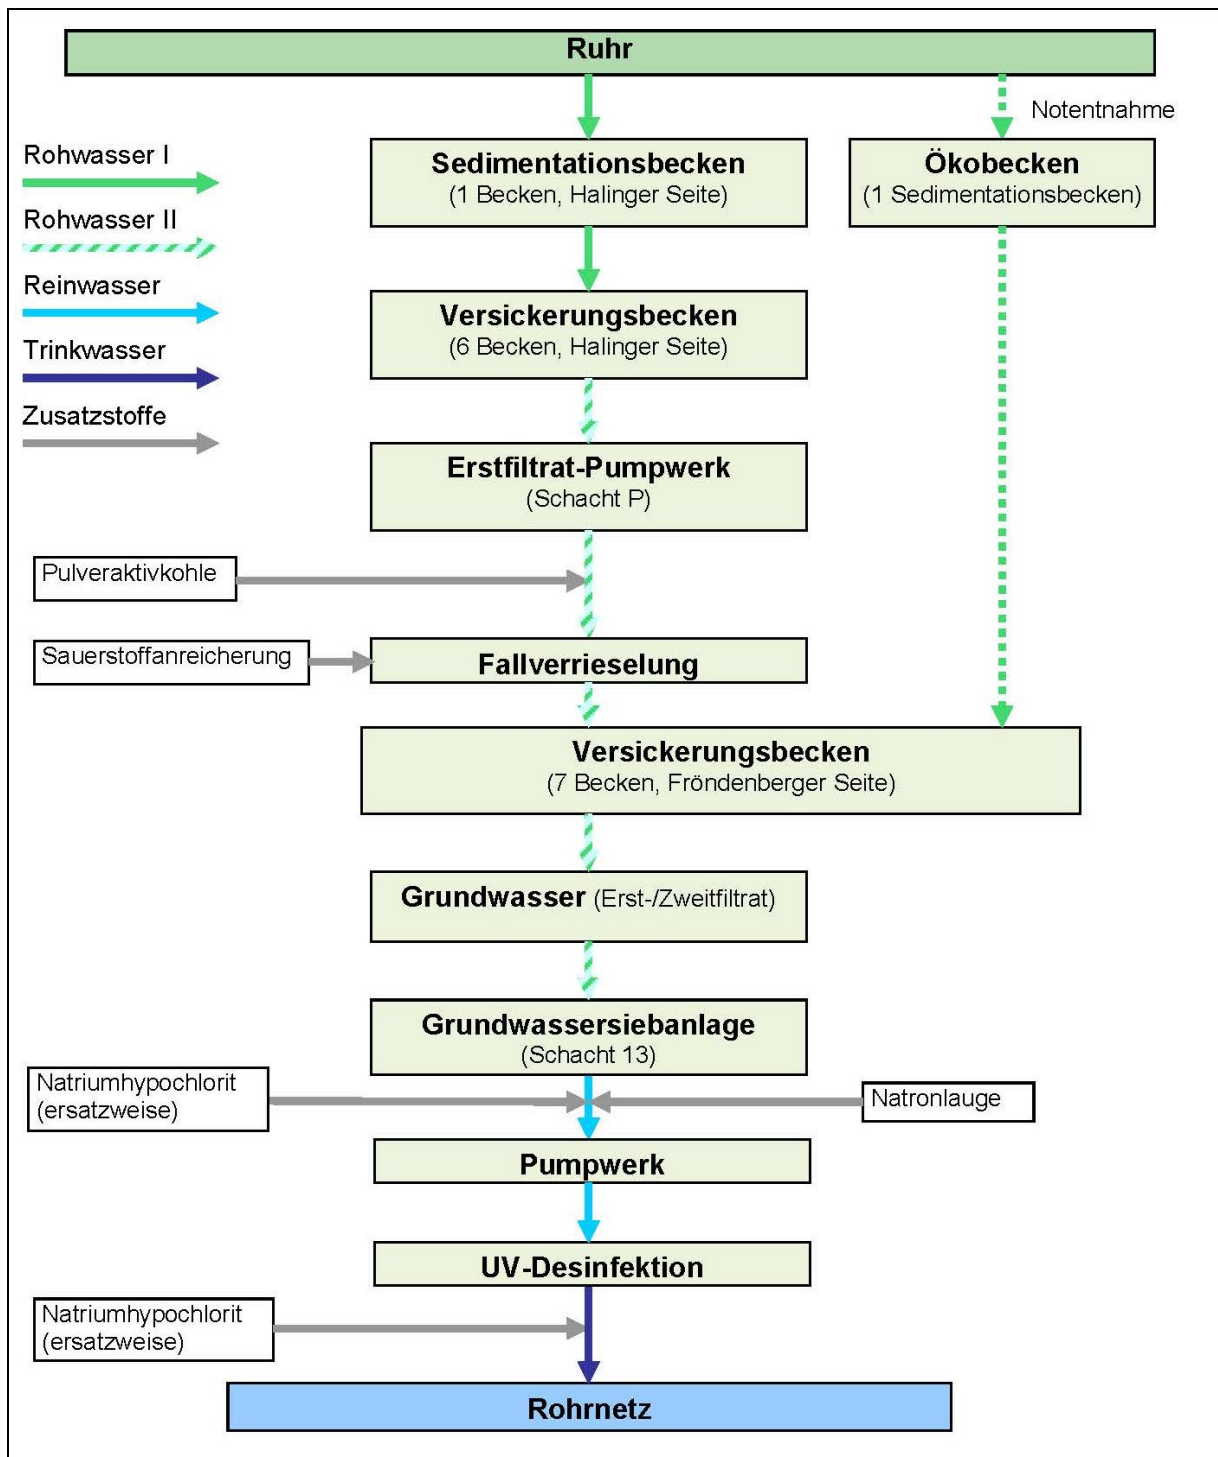 Ruhr
Notentnahme
Rohwasser I
Rohwasser II
Reinwasser
Trinkwasser
Zusatzstoffe
Sedimentationsbecken
(1 Becken, Halinger Seite)
Ökobecken
(1 Sedimentationsbecken)
Versickerungsbecken
(6 Becken, Halinger Seite)
Erstfiltrat-Pumpwerk
(Schacht P)
Pulveraktivkohle
Sauerstoffanreicherung
Fallverrieselung
Versickerungsbecken
(7 Becken, Fröndenberger Seite)
Grundwasser (Erst-/Zweitfiltrat)
Grundwassersiebanlage
(Schacht 13)
Natriumhypochlorit
(ersatzweise)
Natronlauge
Pumpwerk
UV-Desinfektion
Natriumhypochlorit
(ersatzweise)
Rohrnetz